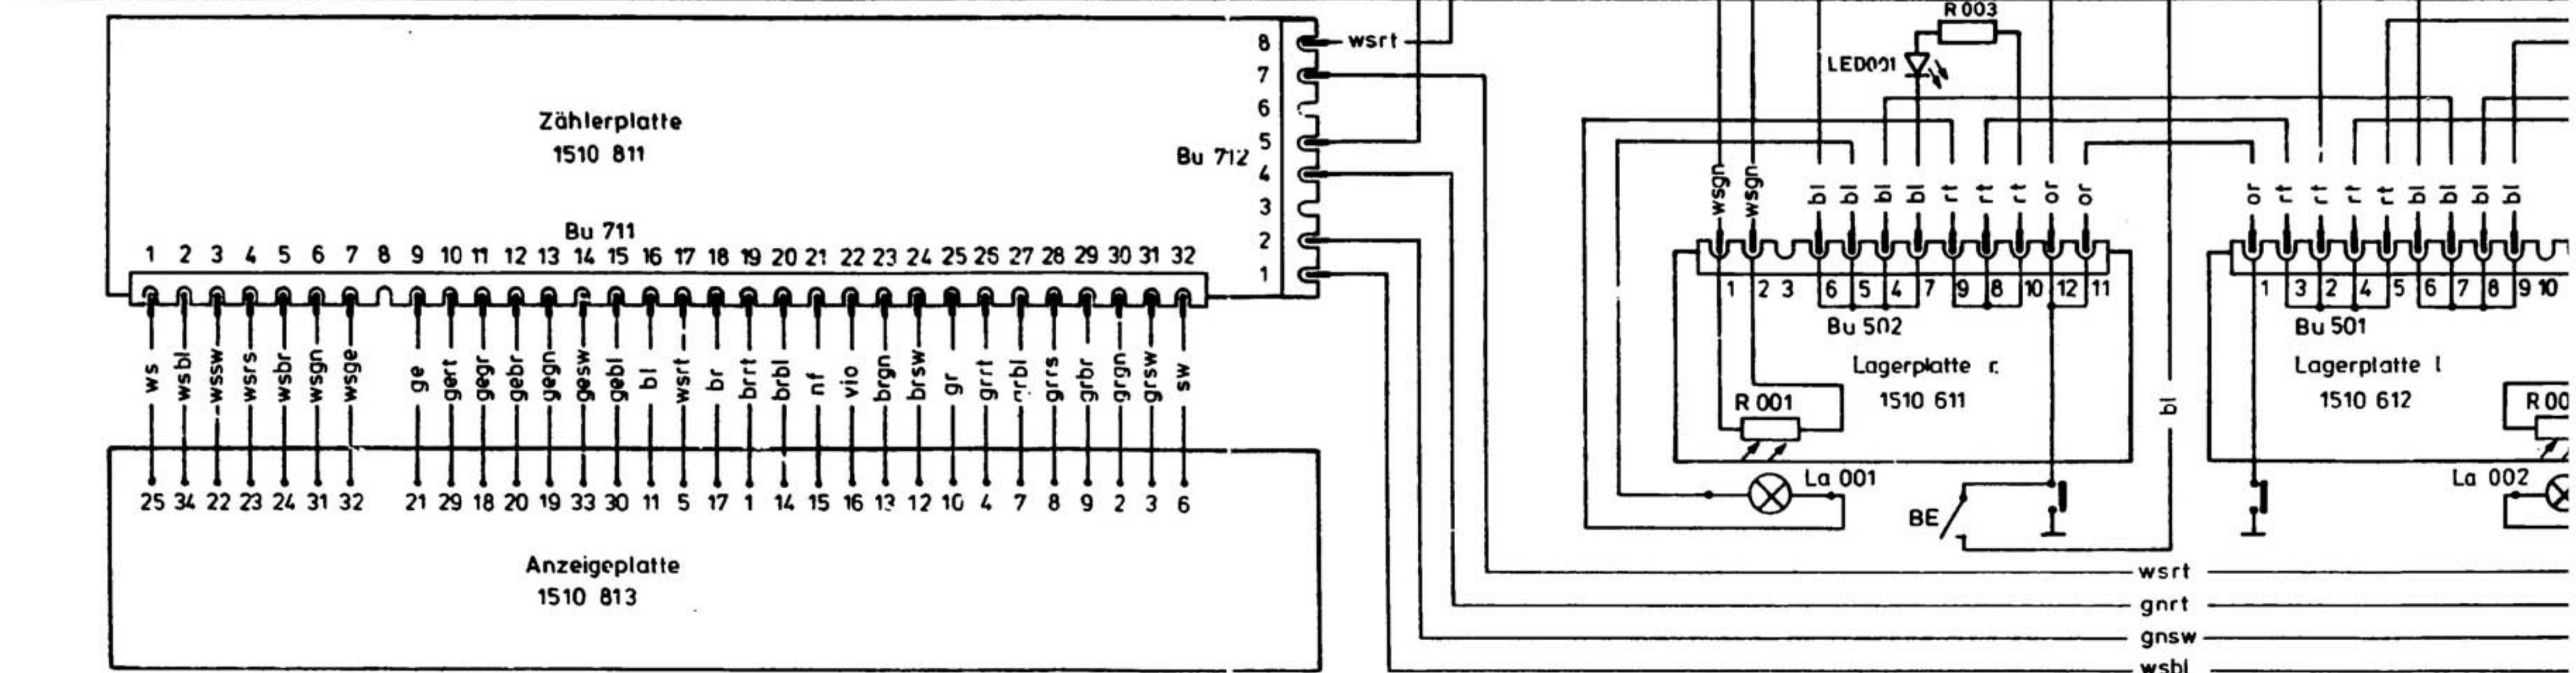 R 003
8 wsrt
7
LED001
Zählerplatte
6
1510 811
5
Bu 712
4
wsgn wsgn bl bl bl bl rt rt rt or or
or rt rt rt rt bl bl bl bl
3
Bu 711
2
1 2 3 4 5 6 7 8 9 10 11 12 13 14 15 16 17 18 19 20 21 22 23 24 25 26 27 28 29 30 31 32
1
1 2 3 6 5 4 7 9 8 10 12 11
1 3 2 4 5 6 7 8 9 10
Bu 502
Bu 501
ws wsbl wssw wsrs wsbr wsgn wsge ge gert gegr gebr gegn gesw gebl bl wsrt br brrt brbl nf vio brgn brsw gr grrt grrs grbr grgn grsw sw
Lagerplatte r.
Lagerplatte l
R 001
1510 611
bl
1510 612
R 00
25 34 22 23 24 31 32 21 29 18 20 19 33 30 11 5 17 1 14 15 16 13 12 10 4 7 8 9 2 3 6
La 001
La 002
BE
Anzeigeplatte
1510 813
wsrt
gnrt
gnsw
wsbl